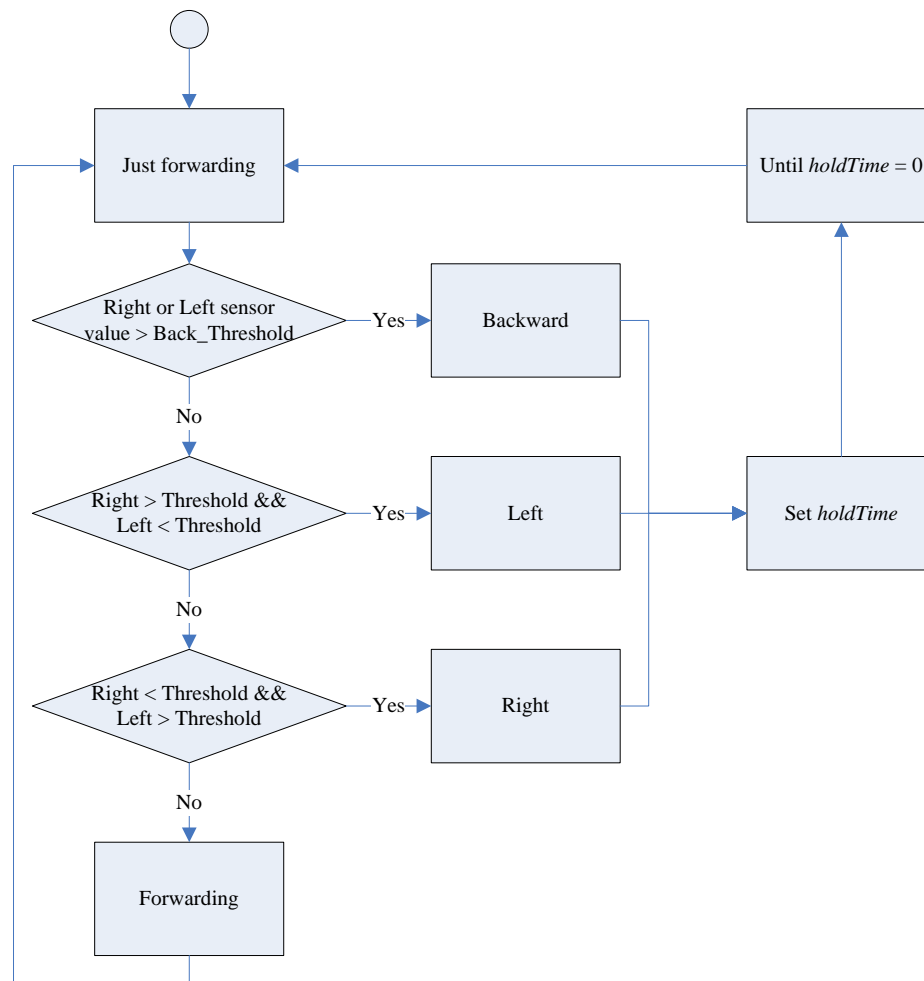 Just forwarding
Until holdTime = 0
Right or Left sensor
value > Back_Threshold
Yes
Backward
No
Right > Threshold &&
Left < Threshold
Yes
Left
Set holdTime
No
Right < Threshold &&
Left > Threshold
Yes
Right
No
Forwarding